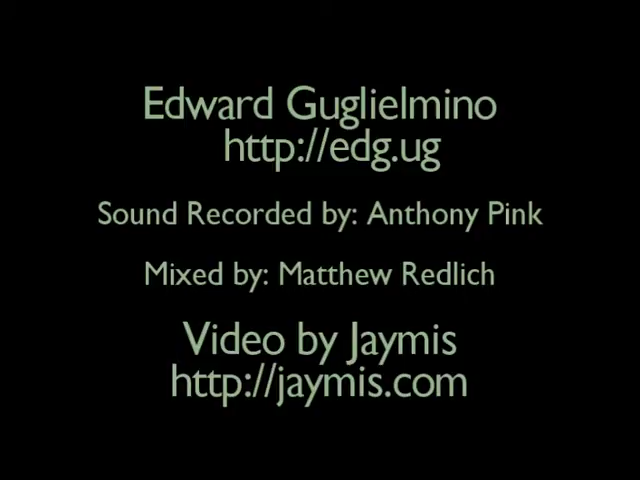 Edward Guglielmino
http://edg.ug
Sound Recorded by: Anthony Pink
Mixed by: Matthew Redlich
Video by Jaymis
http://jaymis.com